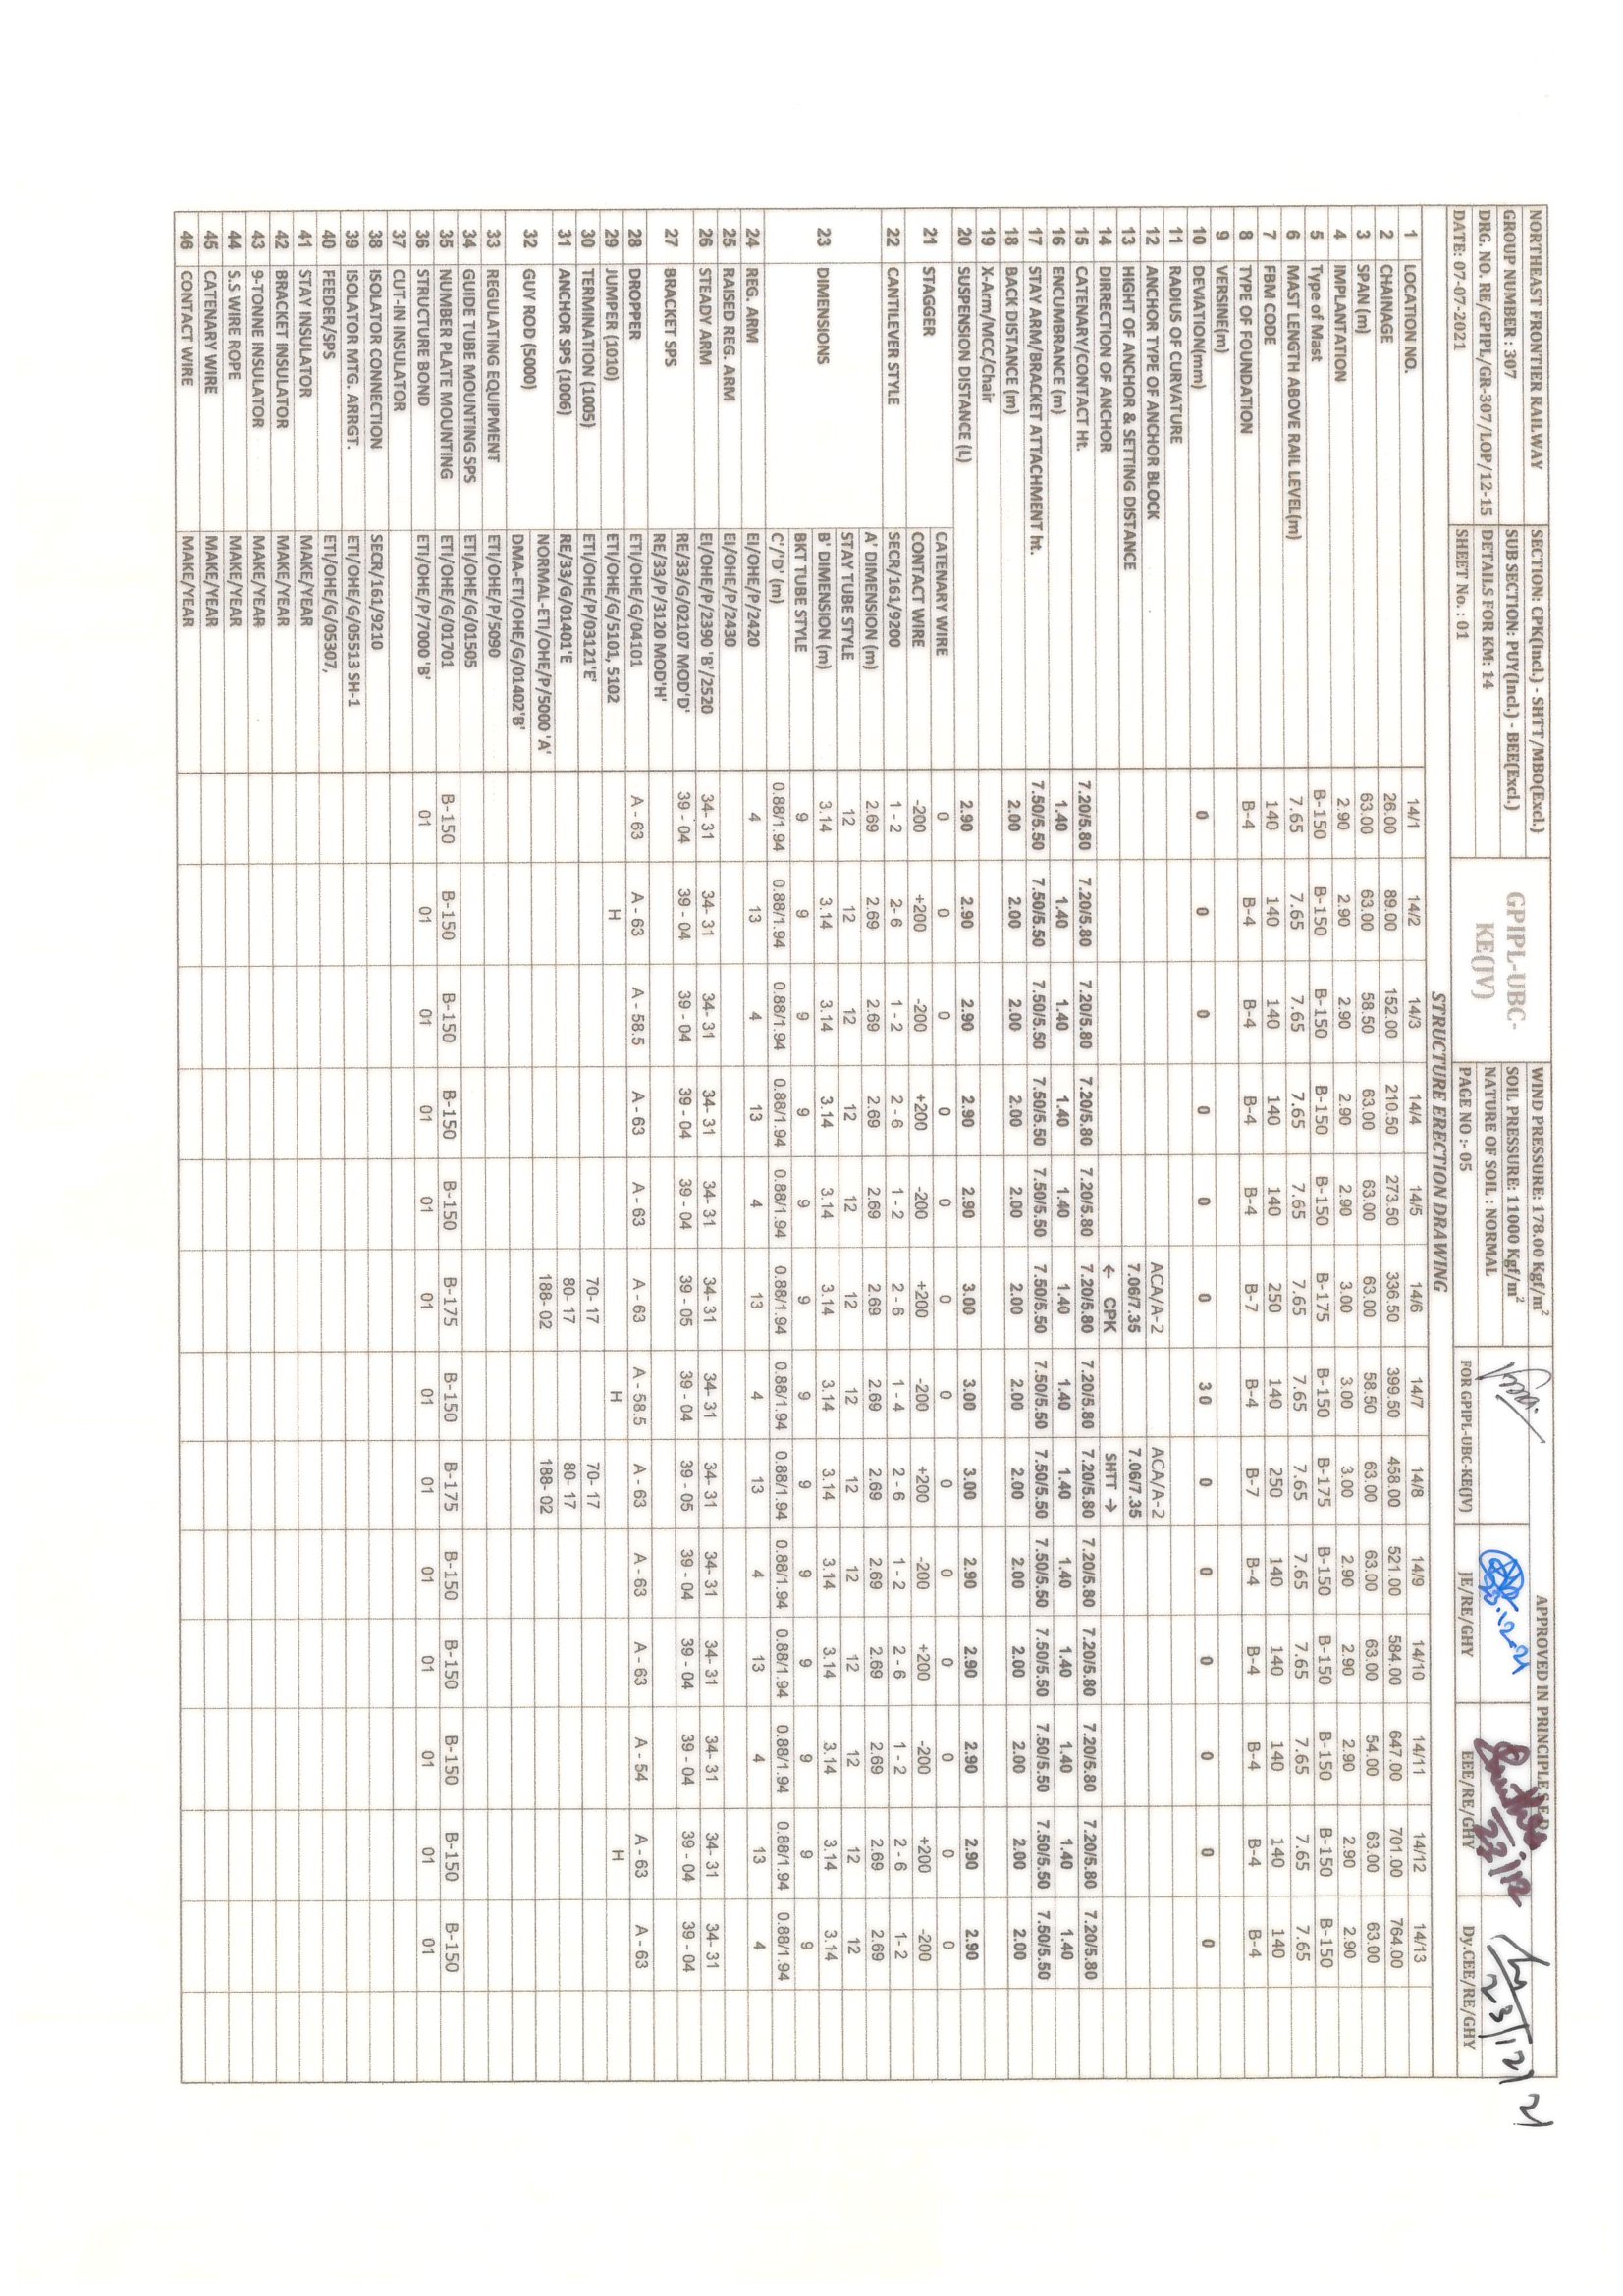 NORTHEAST FRONTIER RAILWAY SECTION: CPK(Incl.) - SHTT/MBO(Excl.) GPIPL-UBC-KE(JV) WIND PRESSURE: 178.00 Kgf/m² APPROVED IN PRINCIPLE
GROUP NUMBER : 307 SUB SECTION: PUY(Incl.) - BEE(Excl.) SOIL PRESSURE: 11000 Kgf/m²
DRG. NO. RE/GPIPL/GR-307/LOP/12-15 DETAILS FOR KM: 14 NATURE OF SOIL : NORMAL
DATE: 07-07-2021 SHEET No. : 01 PAGE NO :- 05 FOR GPIPL-UBC-KE(JV) JE/RE/GHY EEE/RE/GHY Dy.CEE/RE/GHY
STRUCTURE ERECTION DRAWING
1 LOCATION NO. 14/1 14/2 14/3 14/4 14/5 14/6 14/7 14/8 14/9 14/10 14/11 14/12 14/13
2 CHAINAGE 26.00 89.00 152.00 210.50 273.50 336.50 399.50 458.00 521.00 584.00 647.00 701.00 764.00
3 SPAN (m) 63.00 63.00 58.50 63.00 63.00 63.00 58.50 63.00 63.00 63.00 54.00 63.00 63.00
4 IMPLANTATION 2.90 2.90 2.90 2.90 2.90 3.00 3.00 3.00 2.90 2.90 2.90 2.90 2.90
5 Type of Mast B-150 B-150 B-150 B-150 B-150 B-175 B-150 B-175 B-150 B-150 B-150 B-150 B-150
6 MAST LENGTH ABOVE RAIL LEVEL(m) 7.65 7.65 7.65 7.65 7.65 7.65 7.65 7.65 7.65 7.65 7.65 7.65 7.65
7 FBM CODE 140 140 140 140 140 250 140 250 140 140 140 140 140
8 TYPE OF FOUNDATION B-4 B-4 B-4 B-4 B-4 B-7 B-4 B-7 B-4 B-4 B-4 B-4 B-4
9 VERSINE(m)
10 DEVIATION(mm) 0 0 0 0 0 0 30 0 0 0 0 0 0
11 RADIUS OF CURVATURE
12 ANCHOR TYPE OF ANCHOR BLOCK ACA/A-2 ACA/A-2
13 HIGHT OF ANCHOR & SETTING DISTANCE 7.06/7.35 7.06/7.35
14 DIRRECTION OF ANCHOR ← CPK SHTT →
15 CATENARY/CONTACT Ht. 7.20/5.80 7.20/5.80 7.20/5.80 7.20/5.80 7.20/5.80 7.20/5.80 7.20/5.80 7.20/5.80 7.20/5.80 7.20/5.80 7.20/5.80 7.20/5.80 7.20/5.80
16 ENCUMBRANCE (m) 1.40 1.40 1.40 1.40 1.40 1.40 1.40 1.40 1.40 1.40 1.40 1.40 1.40
17 STAY ARM/BRACKET ATTACHMENT ht. 7.50/5.50 7.50/5.50 7.50/5.50 7.50/5.50 7.50/5.50 7.50/5.50 7.50/5.50 7.50/5.50 7.50/5.50 7.50/5.50 7.50/5.50 7.50/5.50 7.50/5.50
18 BACK DISTANCE (m) 2.00 2.00 2.00 2.00 2.00 2.00 2.00 2.00 2.00 2.00 2.00 2.00 2.00
19 X-Arm/MCC/Chair
20 SUSPENSION DISTANCE (L) 2.90 2.90 2.90 2.90 2.90 3.00 3.00 3.00 2.90 2.90 2.90 2.90 2.90
21 STAGGER CATENARY WIRE 0 0 0 0 0 0 0 0 0 0 0 0 0
CONTACT WIRE -200 +200 -200 +200 -200 +200 -200 +200 -200 +200 -200 +200 -200
22 CANTILEVER STYLE SECR/161/9200 1 - 2 2- 6 1 - 2 2 - 6 1 - 2 2 - 6 1 - 4 2 - 6 1 - 2 2 - 6 1 - 2 2 - 6 1- 2
23 DIMENSIONS A' DIMENSION (m) 2.69 2.69 2.69 2.69 2.69 2.69 2.69 2.69 2.69 2.69 2.69 2.69 2.69
STAY TUBE STYLE 12 12 12 12 12 12 12 12 12 12 12 12 12
B' DIMENSION (m) 3.14 3.14 3.14 3.14 3.14 3.14 3.14 3.14 3.14 3.14 3.14 3.14 3.14
BKT TUBE STYLE 9 9 9 9 9 9 9 9 9 9 9 9 9
C'/'D' (m) 0.88/1.94 0.88/1.94 0.88/1.94 0.88/1.94 0.88/1.94 0.88/1.94 0.88/1.94 0.88/1.94 0.88/1.94 0.88/1.94 0.88/1.94 0.88/1.94 0.88/1.94
24 REG. ARM EI/OHE/P/2420 4 13 4 13 4 13 4 13 4 13 4 13 4
25 RAISED REG. ARM EI/OHE/P/2430
26 STEADY ARM EI/OHE/P/2390 'B'/2520 34- 31 34- 31 34- 31 34- 31 34- 31 34- 31 34- 31 34- 31 34- 31 34- 31 34- 31 34- 31 34- 31
27 BRACKET SPS RE/33/G/02107 MOD'D' 39 - 04 39 - 04 39 - 04 39 - 04 39 - 04 39 - 05 39 - 04 39 - 05 39 - 04 39 - 04 39 - 04 39 - 04 39 - 04
RE/33/P/3120 MOD'H'
28 DROPPER ETI/OHE/G/04101 A - 63 A - 63 A - 58.5 A - 63 A - 63 A - 63 A - 58.5 A - 63 A - 63 A - 63 A - 54 A - 63 A - 63
29 JUMPER (1010) ETI/OHE/G/5101, 5102 H H H
30 TERMINATION (1005) ETI/OHE/P/03121'E' 70- 17 70- 17
31 ANCHOR SPS (1006) RE/33/G/01401'E 80- 17 80- 17
32 GUY ROD (5000) NORMAL-ETI/OHE/P/5000 'A' 188- 02 188- 02
DMA-ETI/OHE/G/01402'B'
33 REGULATING EQUIPMENT ETI/OHE/P/5090
34 GUIDE TUBE MOUNTING SPS ETI/OHE/G/01505
35 NUMBER PLATE MOUNTING ETI/OHE/G/01701 B-150 B-150 B-150 B-150 B-150 B-175 B-150 B-175 B-150 B-150 B-150 B-150 B-150
36 STRUCTURE BOND ETI/OHE/P/7000 'B' 01 01 01 01 01 01 01 01 01 01 01 01 01
37 CUT-IN INSULATOR
38 ISOLATOR CONNECTION SECR/161/9210
39 ISOLATOR MTG. ARRGT. ETI/OHE/G/05513 SH-1
40 FEEDER/SPS ETI/OHE/G/05307,
41 STAY INSULATOR MAKE/YEAR
42 BRACKET INSULATOR MAKE/YEAR
43 9-TONNE INSULATOR MAKE/YEAR
44 S.S WIRE ROPE MAKE/YEAR
45 CATENARY WIRE MAKE/YEAR
46 CONTACT WIRE MAKE/YEAR